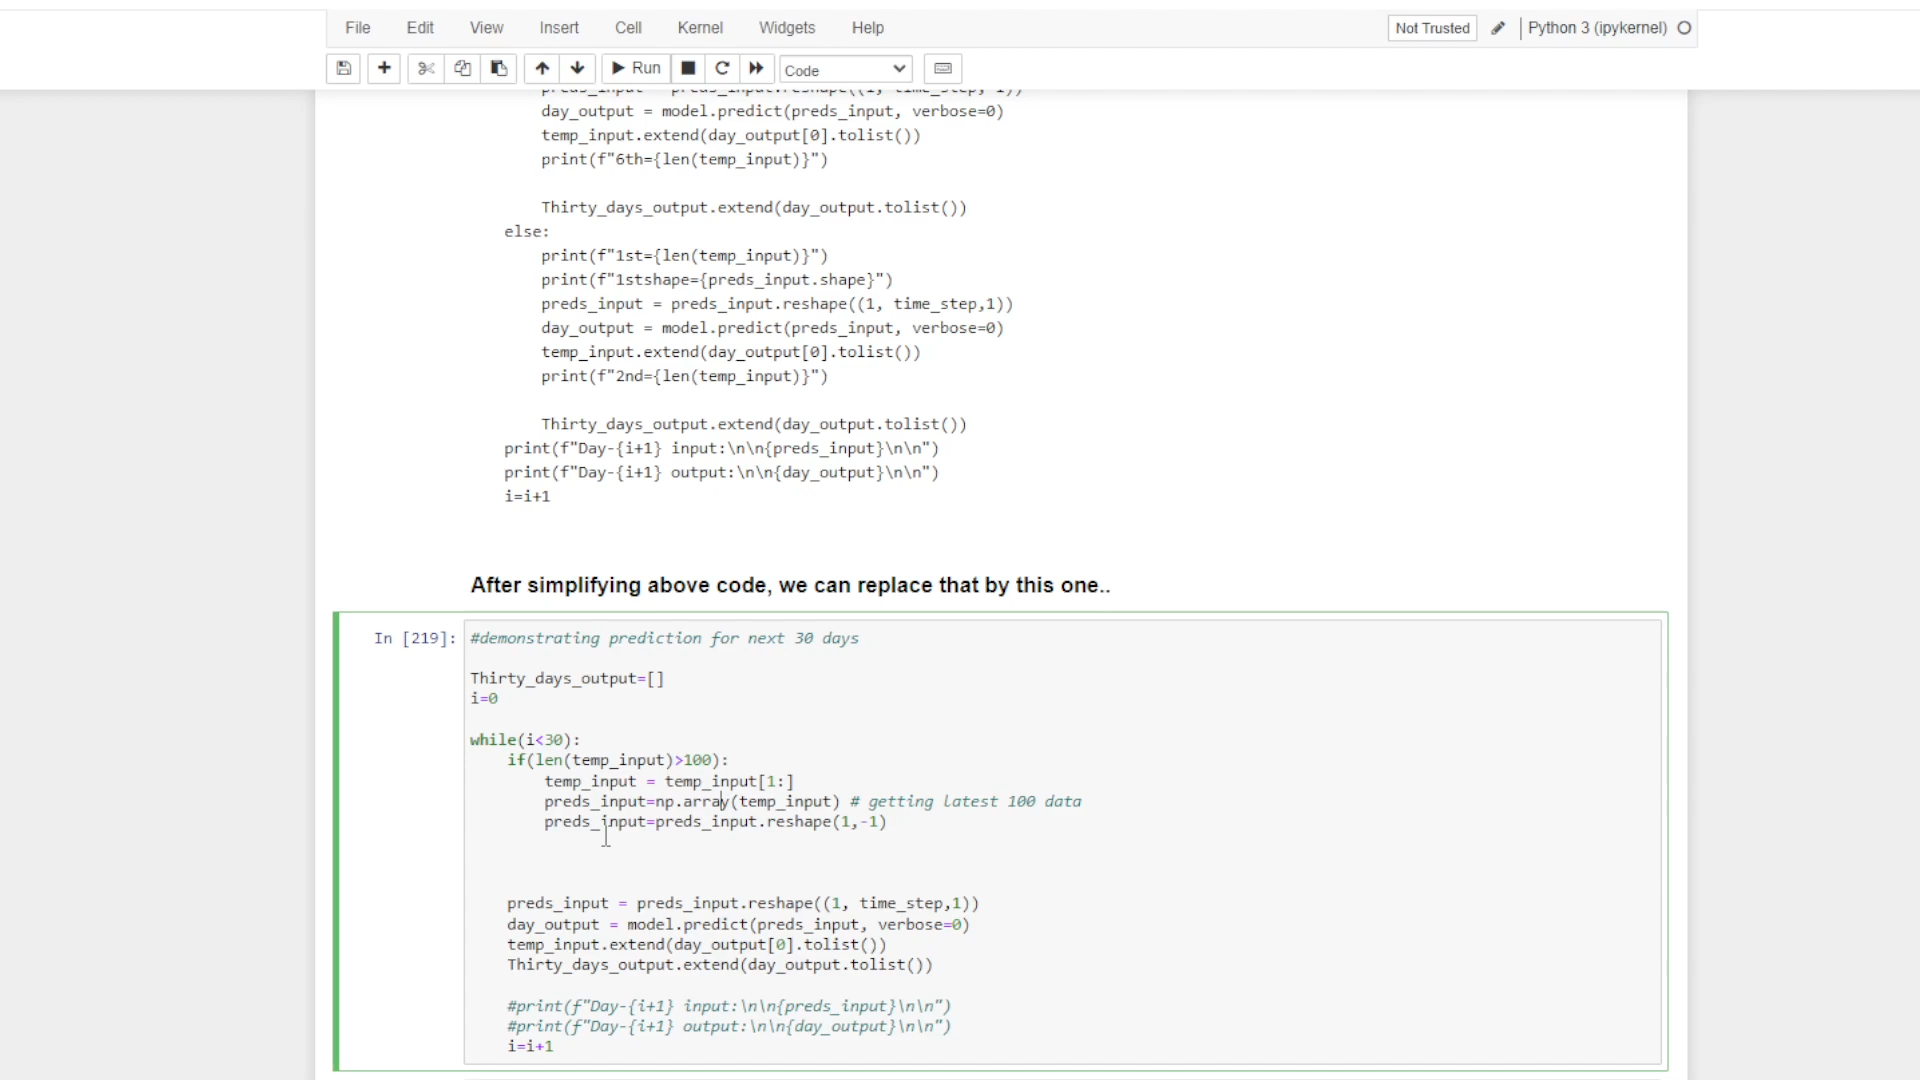 File Edit View Insert Cell Kernel Widgets Help Not Trusted Python 3 (ipykernel)
Run Code
preds_input = preds_input.reshape((1, time_step, 1))
day_output = model.predict(preds_input, verbose=0)
temp_input.extend(day_output[0].tolist())
print(f"6th={len(temp_input)}")
Thirty_days_output.extend(day_output.tolist())
else:
print(f"1st={len(temp_input)}")
print(f"1stshape={preds_input.shape}")
preds_input = preds_input.reshape((1, time_step,1))
day_output = model.predict(preds_input, verbose=0)
temp_input.extend(day_output[0].tolist())
print(f"2nd={len(temp_input)}")
Thirty_days_output.extend(day_output.tolist())
print(f"Day-{i+1} input:\n\n{preds_input}\n\n")
print(f"Day-{i+1} output:\n\n{day_output}\n\n")
i=i+1
After simplifying above code, we can replace that by this one..
In [219]: #demonstrating prediction for next 30 days
Thirty_days_output=[]
i=0
while(i<30):
if(len(temp_input)>100):
temp_input = temp_input[1:]
preds_input=np.array(temp_input) # getting latest 100 data
preds_input=preds_input.reshape(1,-1)
preds_input = preds_input.reshape((1, time_step,1))
day_output = model.predict(preds_input, verbose=0)
temp_input.extend(day_output[0].tolist())
Thirty_days_output.extend(day_output.tolist())
#print(f"Day-{i+1} input:\n\n{preds_input}\n\n")
#print(f"Day-{i+1} output:\n\n{day_output}\n\n")
i=i+1